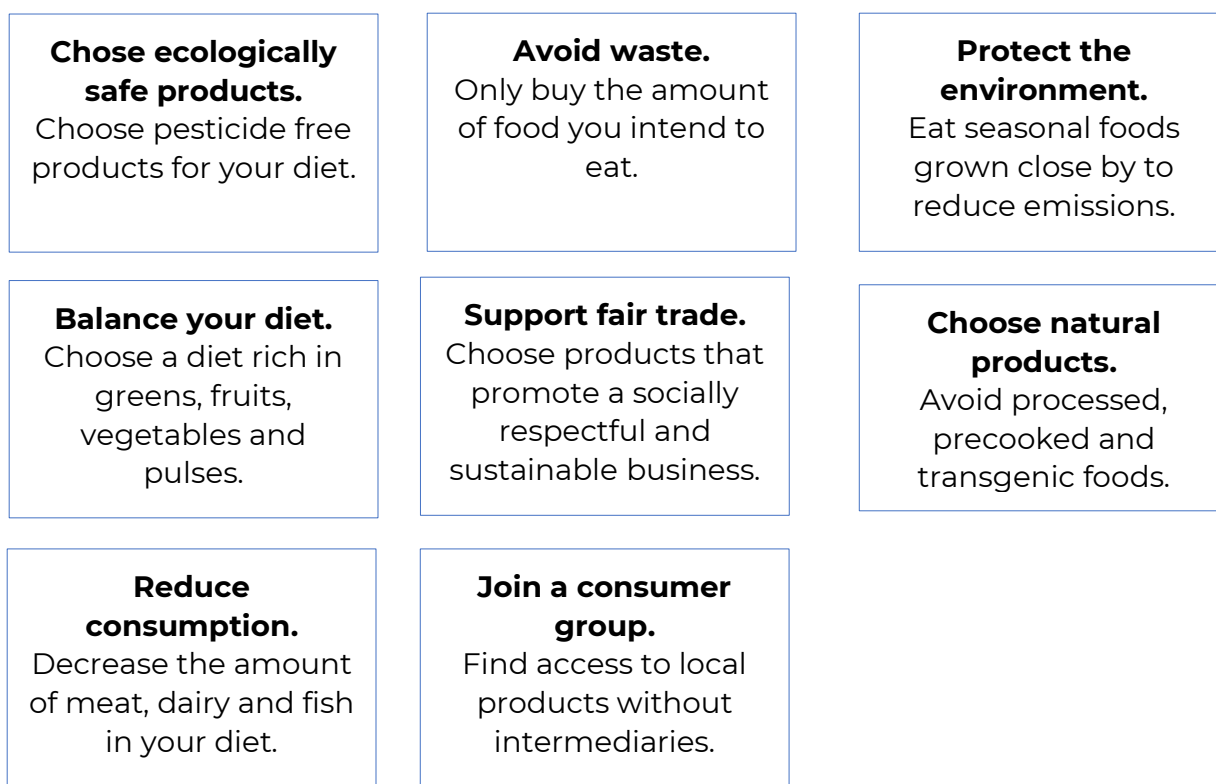 Chose ecologically
safe products.
Choose pesticide free
products for your diet.
Avoid waste.
Only buy the amount
of food you intend to
eat.
Protect the
environment.
Eat seasonal foods
grown close by to
reduce emissions.
Balance your diet.
Choose a diet rich in
greens, fruits,
vegetables and
pulses.
Support fair trade.
Choose products that
promote a socially
respectful and
sustainable business.
Choose natural
products.
Avoid processed,
precooked and
transgenic foods.
Reduce
consumption.
Decrease the amount
of meat, dairy and fish
in your diet.
Join a consumer
group.
Find access to local
products without
intermediaries.